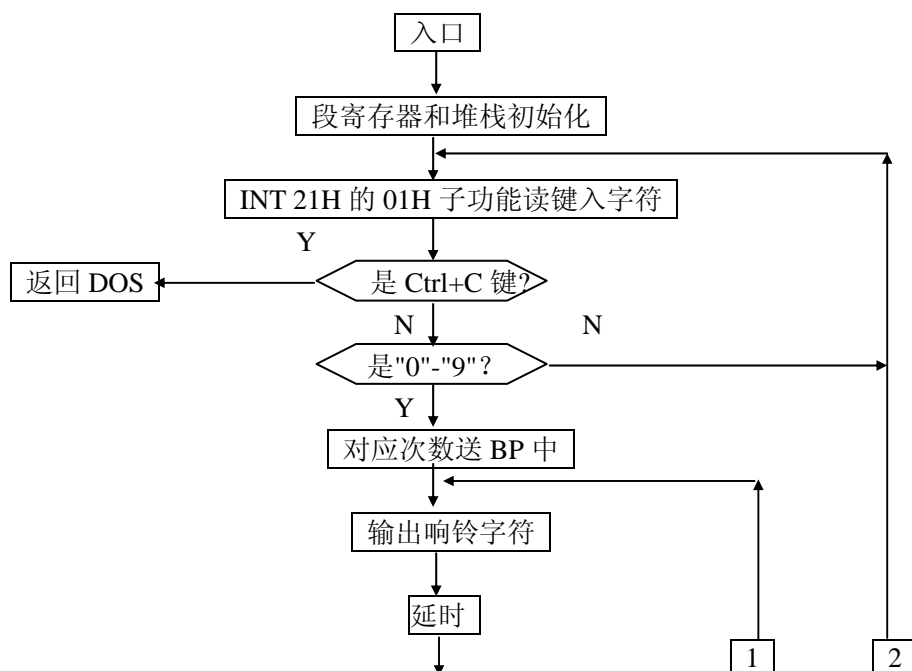 入口
段寄存器和堆栈初始化
INT 21H 的 01H 子功能读键入字符
Y
是 Ctrl+C 键?
返回 DOS
N
N
是"0"-"9"?
Y
对应次数送 BP 中
输出响铃字符
延时
1
2